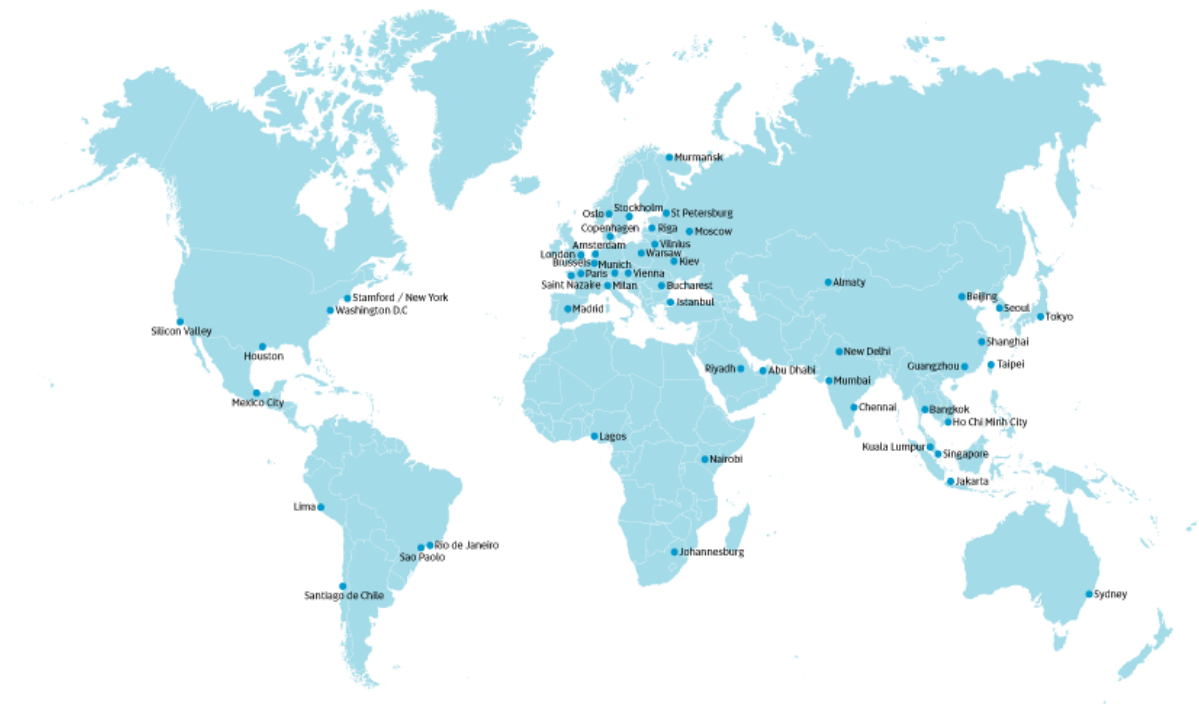 Murmansk
Stockholm
Oslo
St Petersburg
Copenhagen
Riga
Moscow
Amsterdam
Vilnius
London
Warsaw
Brussels
Munich
Kiev
Paris
Vienna
Saint Nazaire
Milan
Bucharest
Istanbul
Madrid
Almaty
Beijing
Stamford / New York
Washington D.C
Seoul
Tokyo
Silicon Valley
Houston
Shanghai
New Delhi
Taipei
Guangzhou
Riyadh
Abu Dhabi
Mumbai
Mexico City
Chennai
Bangkok
Ho Chi Minh City
Lagos
Kuala Lumpur
Singapore
Nairobi
Jakarta
Lima
Rio de Janeiro
Sao Paolo
Johannesburg
Santiago de Chile
Sydney